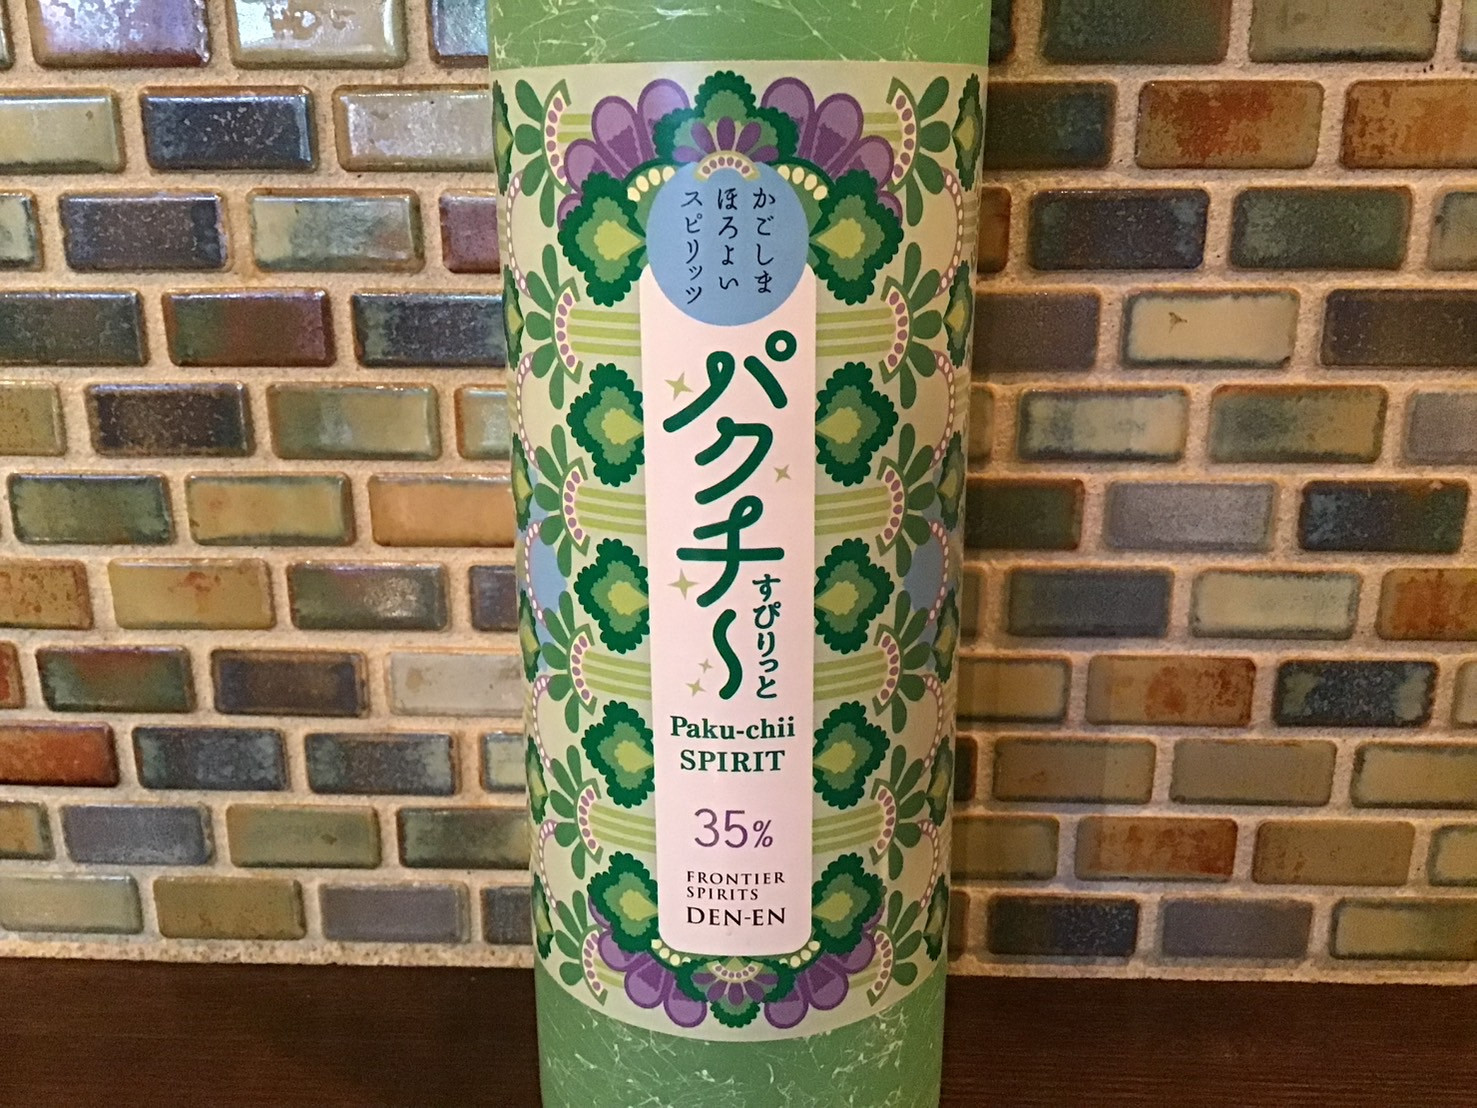 かごしま
ほろよい
スピリッツ
パクチ〜
すぴりっと
Paku-chii
SPIRIT
35%
FRONTIER
SPIRITS
DEN-EN